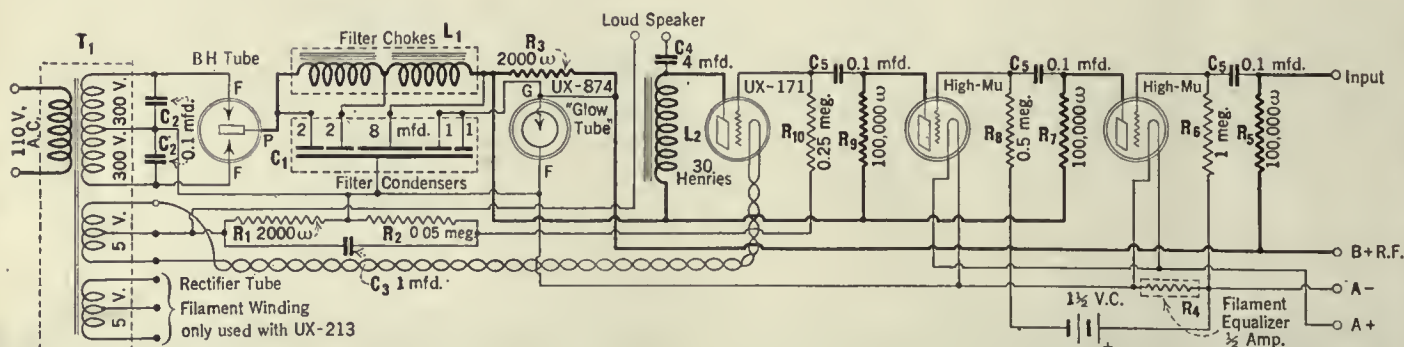 T1
110 V. A.C.
300 V. 300 V.
C2
C2
0.1 mfd.
BH Tube
F
P
F
Filter Chokes L1
2 2 8 mfd. 1 1
C1
Filter Condensers
R3
2000 ω
UX-874
G
"Glow Tube"
F
Loud Speaker
C4
4 mfd.
L2
30 Henries
UX-171
C5 0.1 mfd.
R10
0.25 meg.
R9
100,000 ω
High-Mu
C5 0.1 mfd.
R8
0.5 meg.
R7
100,000 ω
High-Mu
C5 0.1 mfd.
R6
1 meg.
R5
100,000 ω
Input
B+R.F.
A-
A+
5 V.
R1 2000 ω
R2 0.05 meg.
C3 1 mfd.
5 V.
Rectifier Tube
Filament Winding
only used with UX-213
1½ V.C.
+
R4
Filament
Equalizer
½ Amp.